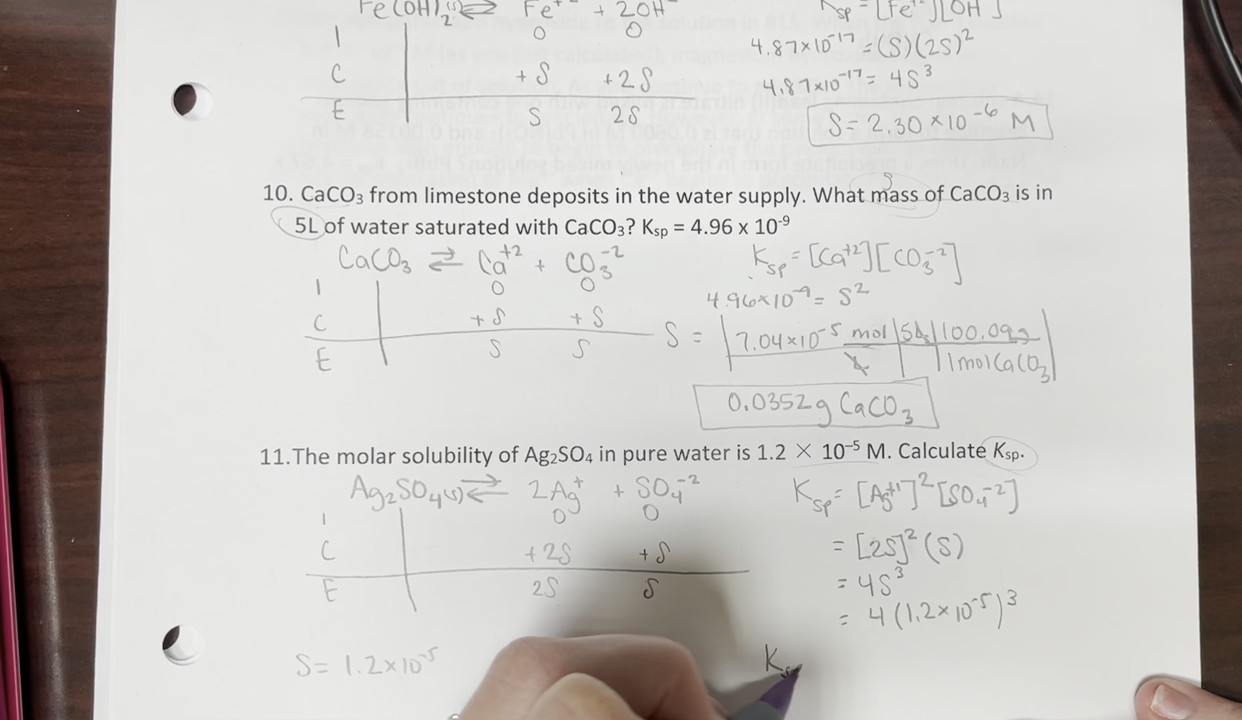 Fe(OH)₂(s) ⇌ Fe⁺² + 2OH⁻ Ksp = [Fe⁺²][OH⁻]
I 0 0 4.87×10⁻¹⁷ = (S)(2S)²
C +S +2S 4.87×10⁻¹⁷ = 4S³
E S 2S S = 2.30×10⁻⁶ M
10. CaCO₃ from limestone deposits in the water supply. What mass of CaCO₃ is in
5L of water saturated with CaCO₃? Ksp = 4.96 x 10⁻⁹
CaCO₃ ⇌ Ca⁺² + CO₃⁻² Ksp = [Ca⁺²][CO₃⁻²]
I 0 0 4.96×10⁻⁹ = S²
C +S +S S = 7.04×10⁻⁵ mol 5L 100.09g
E S S L 1 mol CaCO₃
0.0352g CaCO₃
11. The molar solubility of Ag₂SO₄ in pure water is 1.2 × 10⁻⁵ M. Calculate Ksp.
Ag₂SO₄(s) ⇌ 2Ag⁺ + SO₄⁻² Ksp = [Ag⁺¹]²[SO₄⁻²]
I 0 0
C +2S +S = [2S]²(S)
E 2S S = 4S³
= 4(1.2×10⁻⁵)³
S = 1.2×10⁻⁵ Ksp